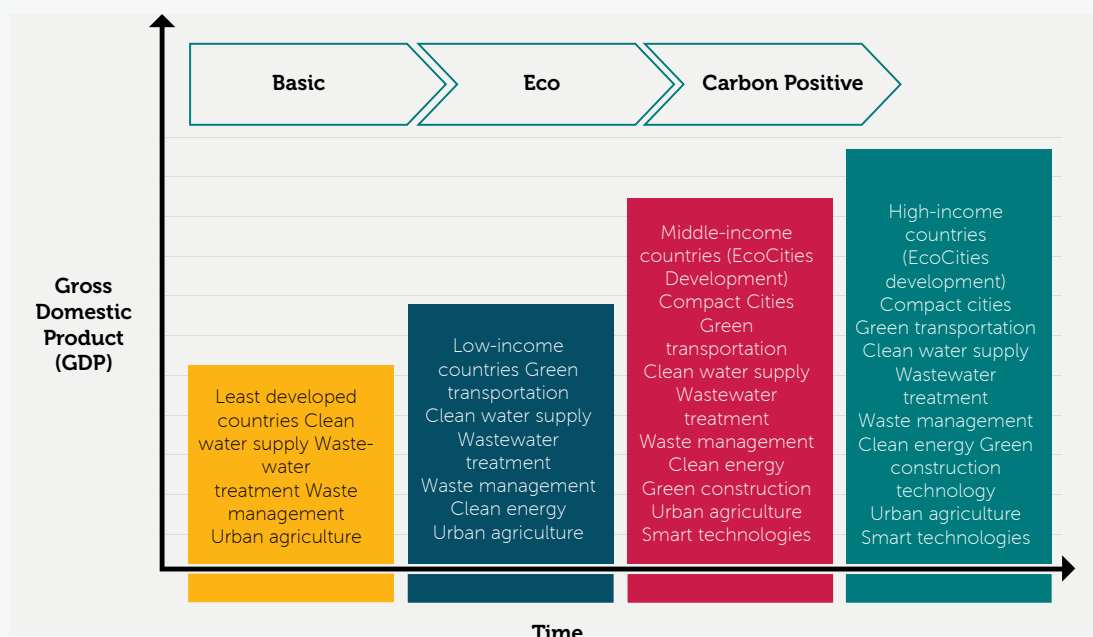 Basic
Eco
Carbon Positive
Gross
Domestic
Product
(GDP)
Least developed
countries Clean
water supply Waste-
water
treatment Waste
management
Urban agriculture
Low-income
countries Green
transportation
Clean water supply
Wastewater
treatment
Waste management
Clean energy
Urban agriculture
Middle-income
countries (EcoCities
Development)
Compact Cities
Green
transportation
Clean water supply
Wastewater
treatment
Waste management
Clean energy
Green construction
Urban agriculture
Smart technologies
High-income
countries
(EcoCities
development)
Compact cities
Green transportation
Clean water supply
Wastewater
treatment
Waste management
Clean energy Green
construction
technology
Urban agriculture
Smart technologies
Time